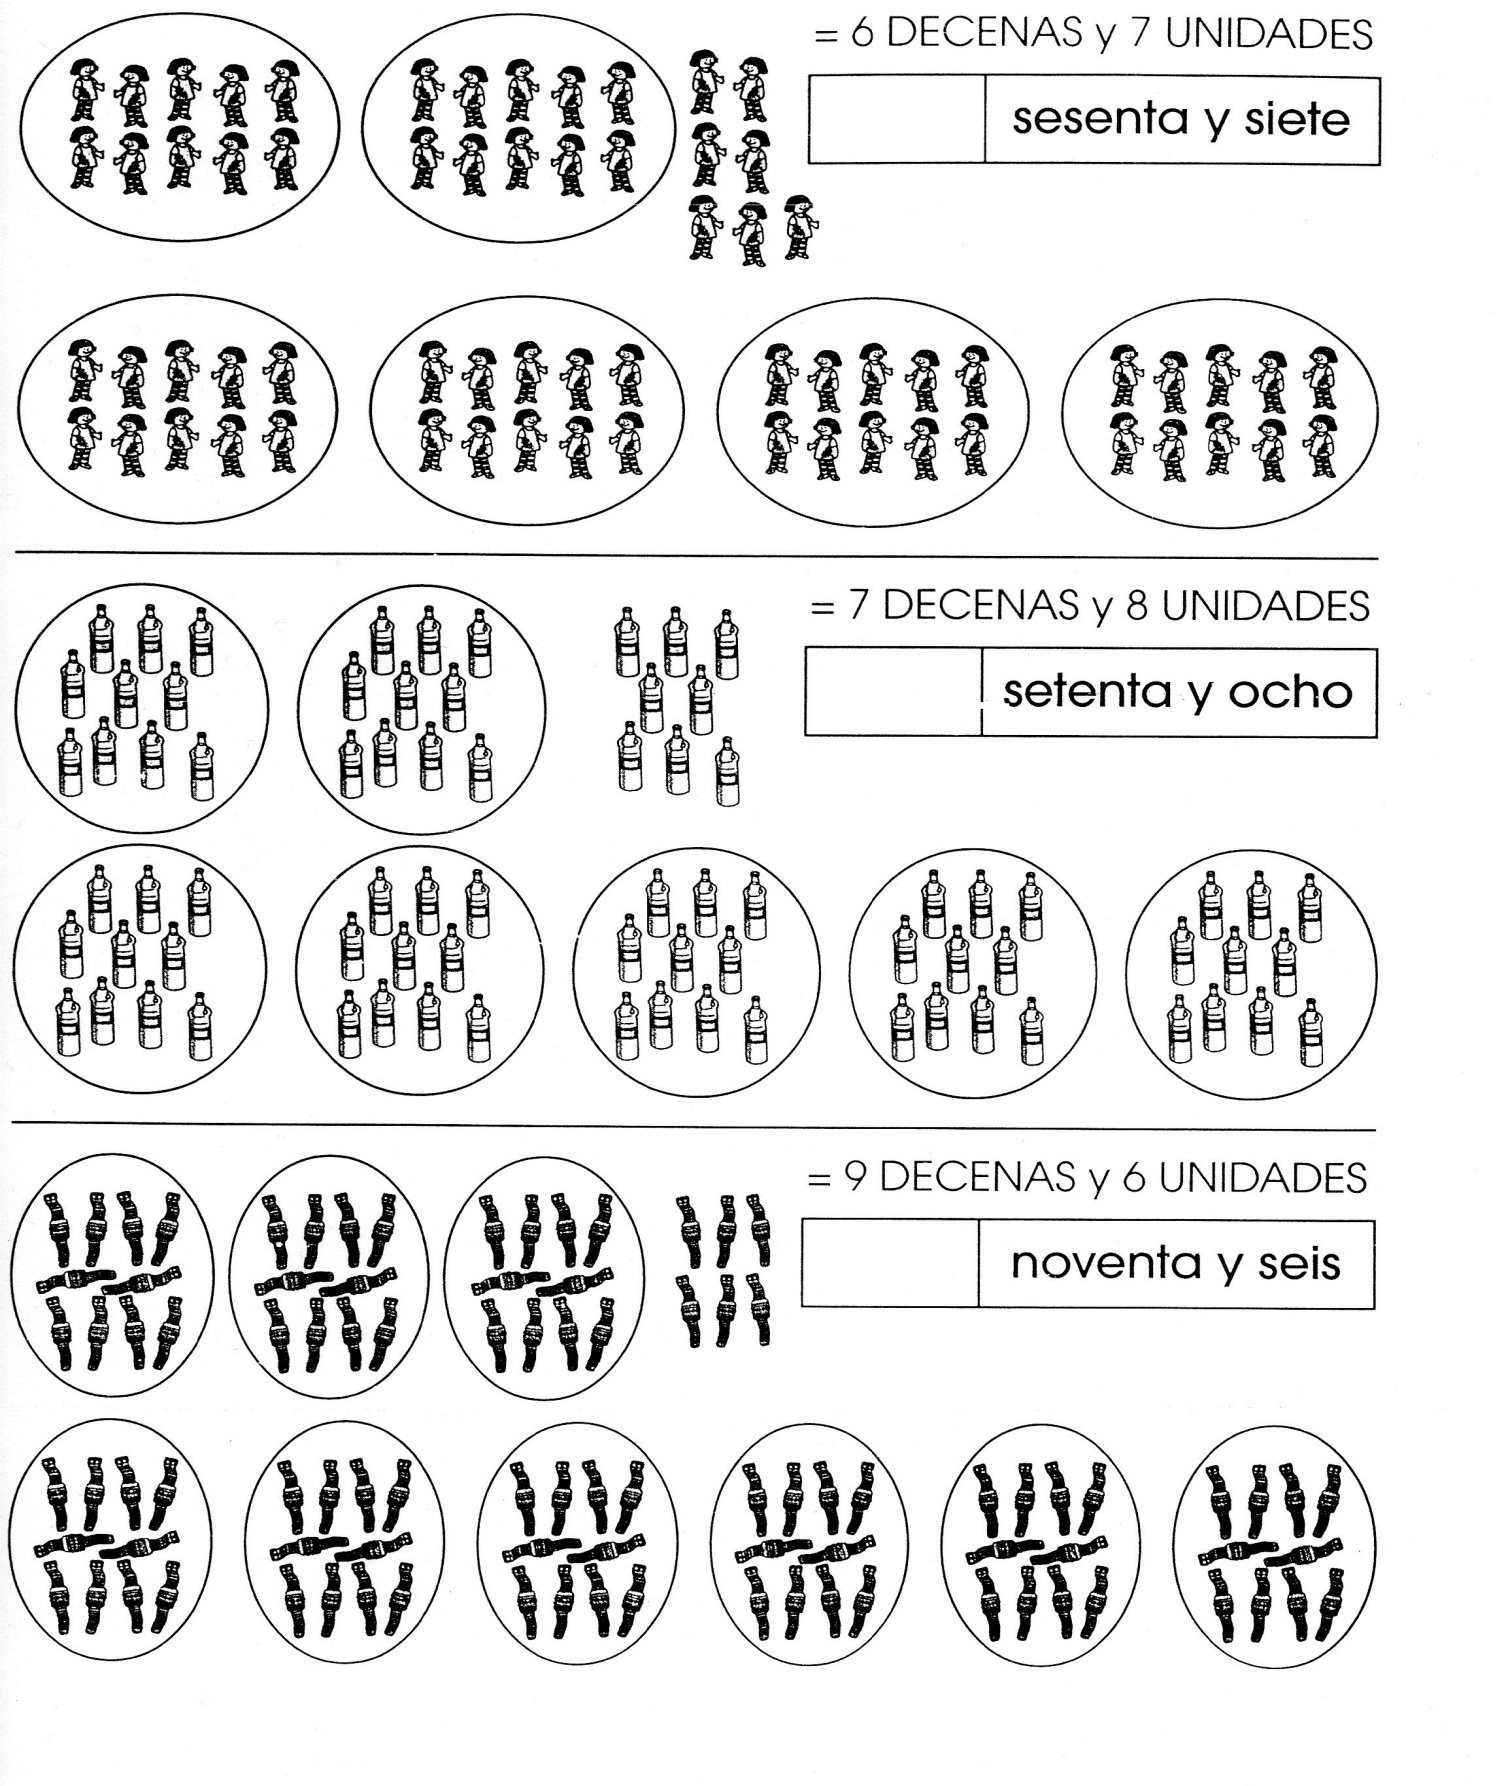 = 6 DECENAS y 7 UNIDADES
sesenta y siete
= 7 DECENAS y 8 UNIDADES
setenta y ocho
= 9 DECENAS y 6 UNIDADES
noventa y seis